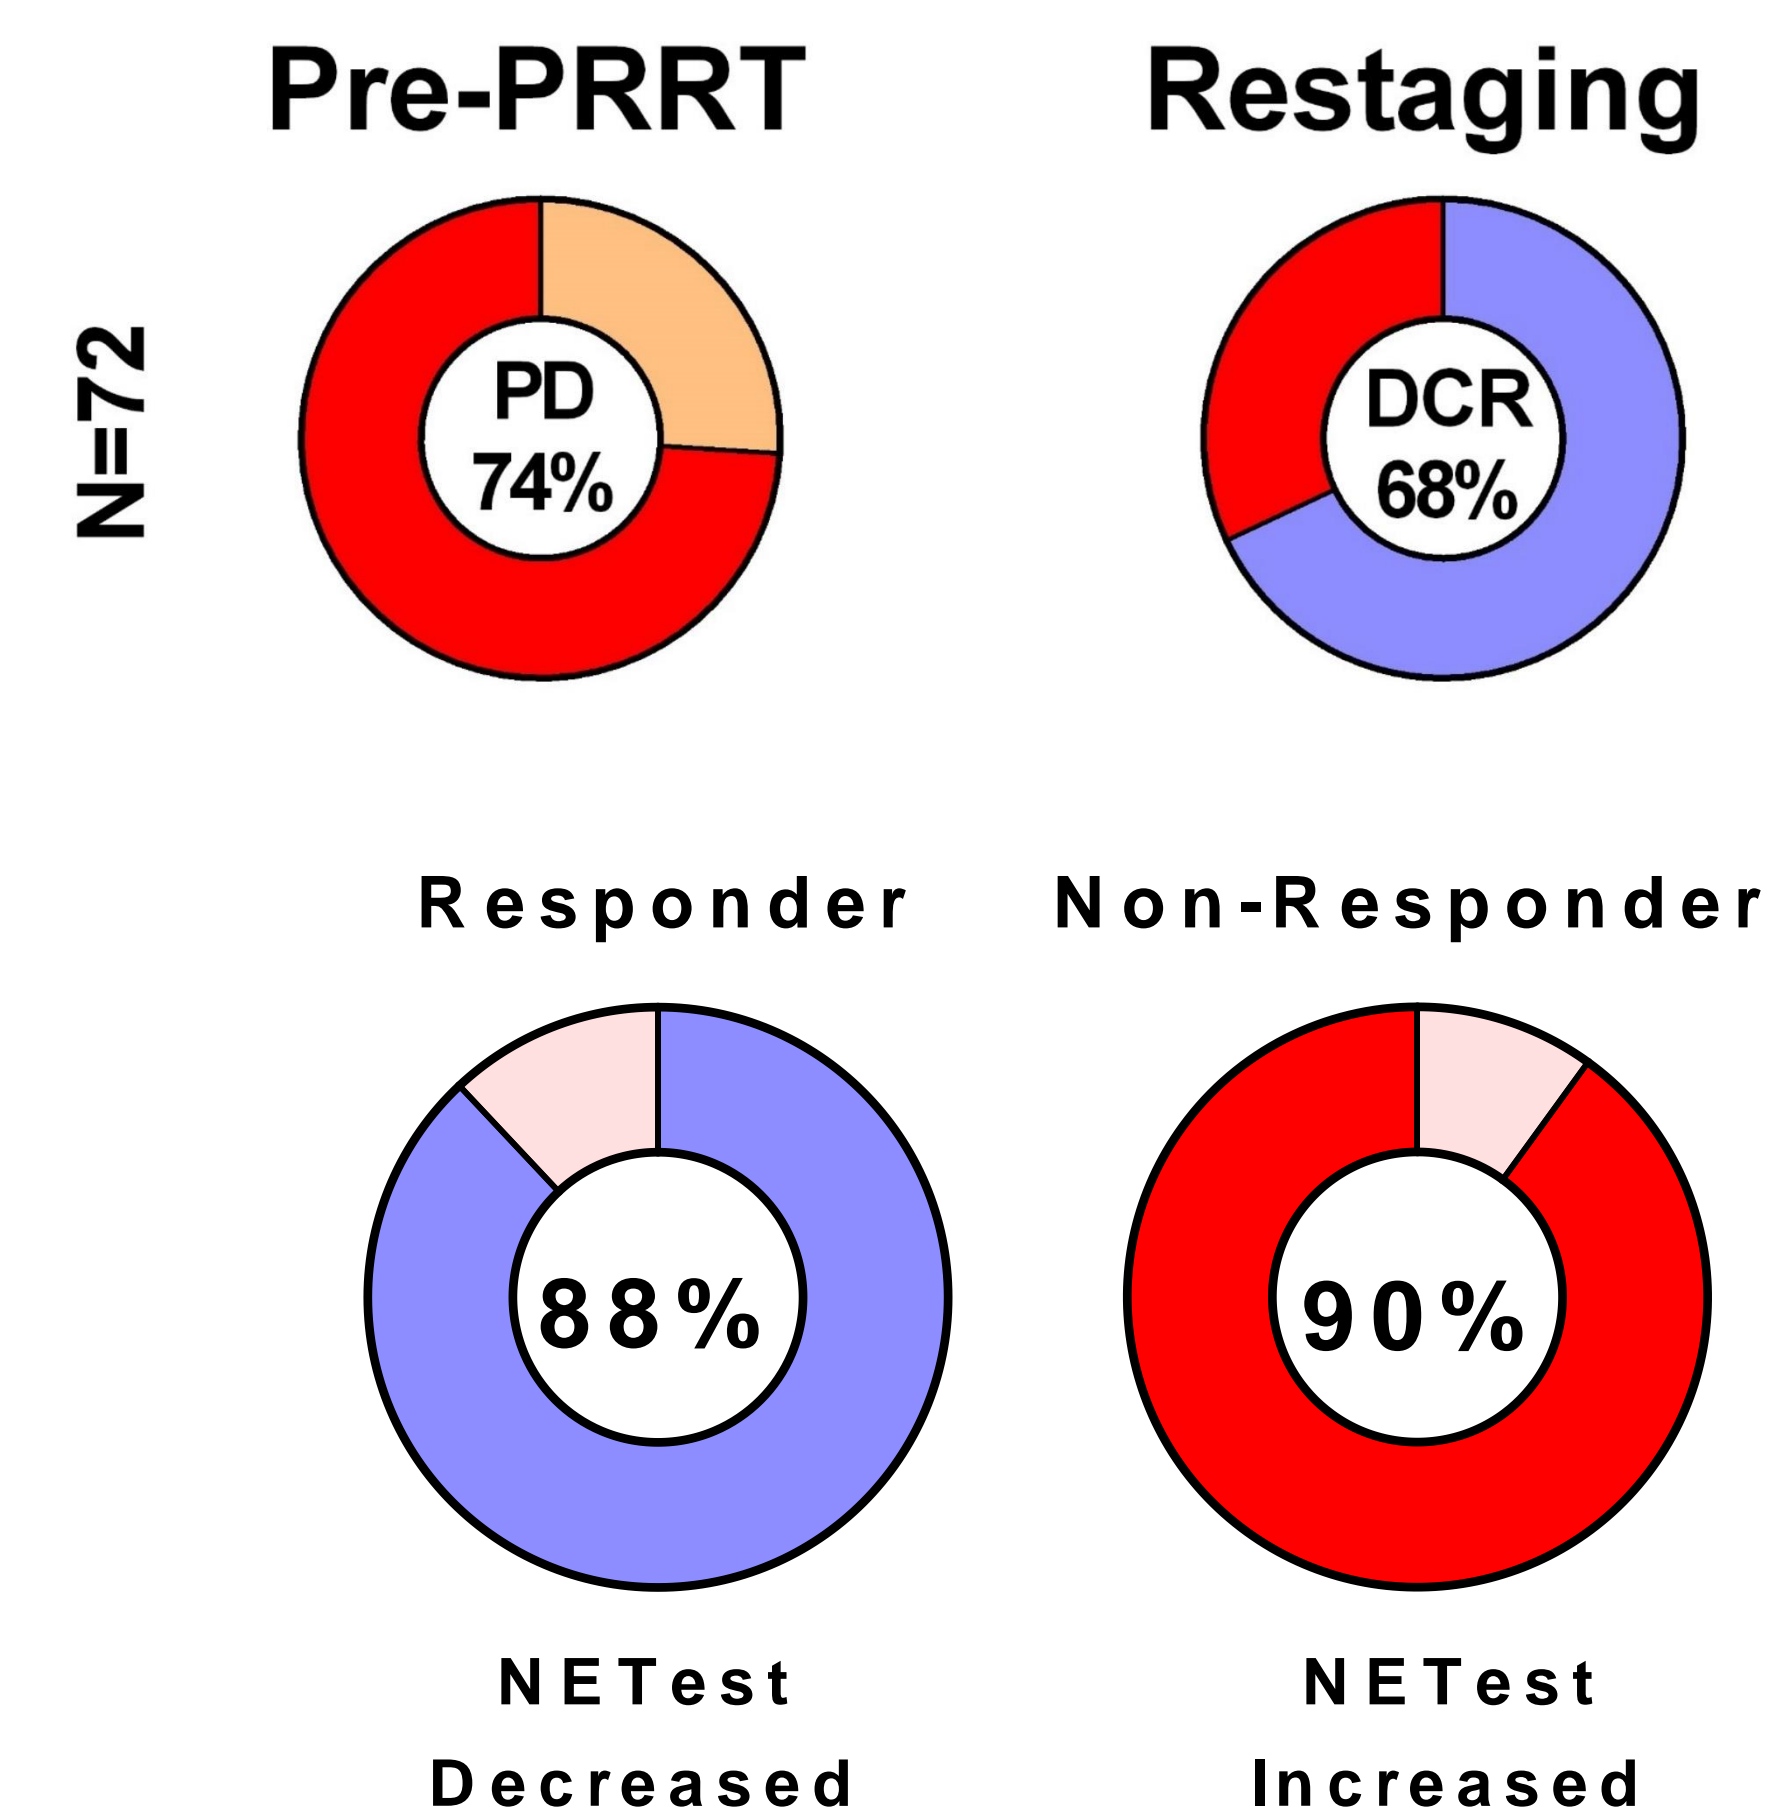 Pre-PRRT
Restaging
N=72
PD
74%
DCR
68%
Responder
Non-Responder
88%
90%
NETest
Decreased
NETest
Increased